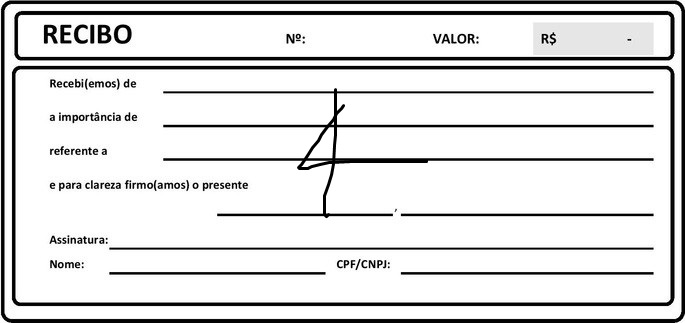 RECIBO Nº: VALOR: R$ -
Recebi(emos) de
a importância de
referente a
e para clareza firmo(amos) o presente
,
Assinatura:
Nome: CPF/CNPJ: